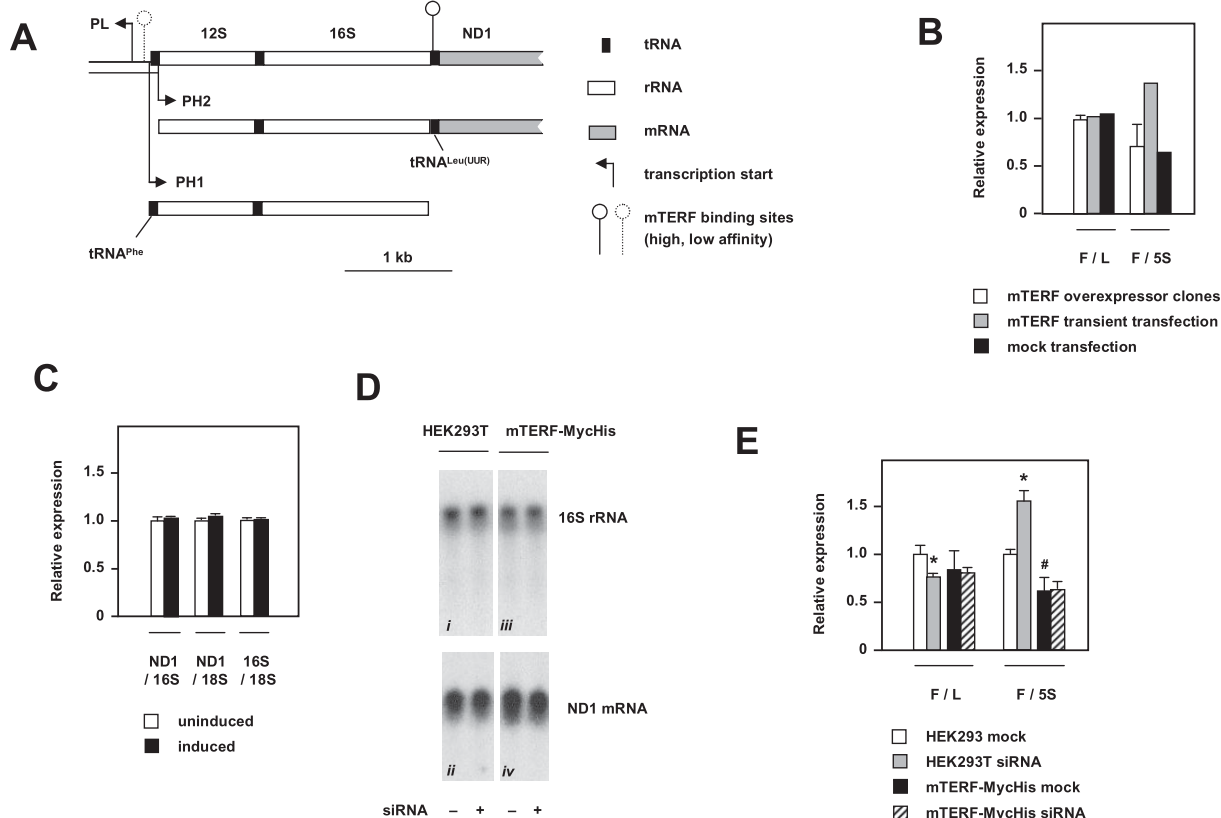 A
PL
12S
16S
ND1
PH2
tRNALeu(UUR)
PH1
tRNAPhe
1 kb
tRNA
rRNA
mRNA
transcription start
mTERF binding sites
(high, low affinity)
B
Relative expression
1.5
1.0
0.5
0
F / L
F / 5S
mTERF overexpressor clones
mTERF transient transfection
mock transfection
C
Relative expression
1.5
1.0
0.5
0
ND1 ND1 16S
/ 16S / 18S / 18S
uninduced
induced
D
HEK293T mTERF-MycHis
16S rRNA
i iii
ND1 mRNA
ii iv
siRNA – + – +
E
Relative expression
1.5
1.0
0.5
0
*
*
#
F / L
F / 5S
HEK293 mock
HEK293T siRNA
mTERF-MycHis mock
mTERF-MycHis siRNA